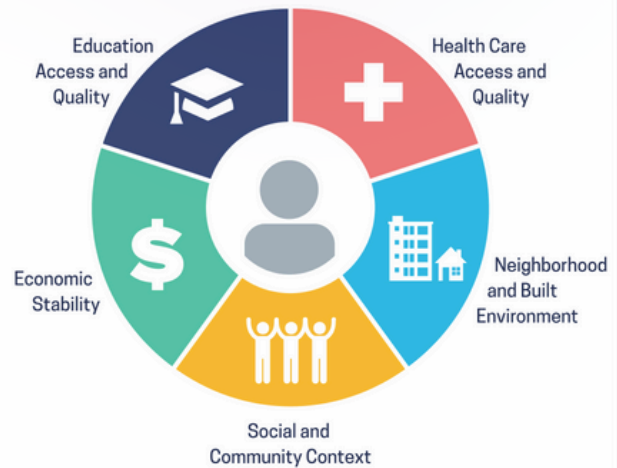 Education
Access and
Quality
Health Care
Access and
Quality
Economic
Stability
Neighborhood
and Built
Environment
Social and
Community Context